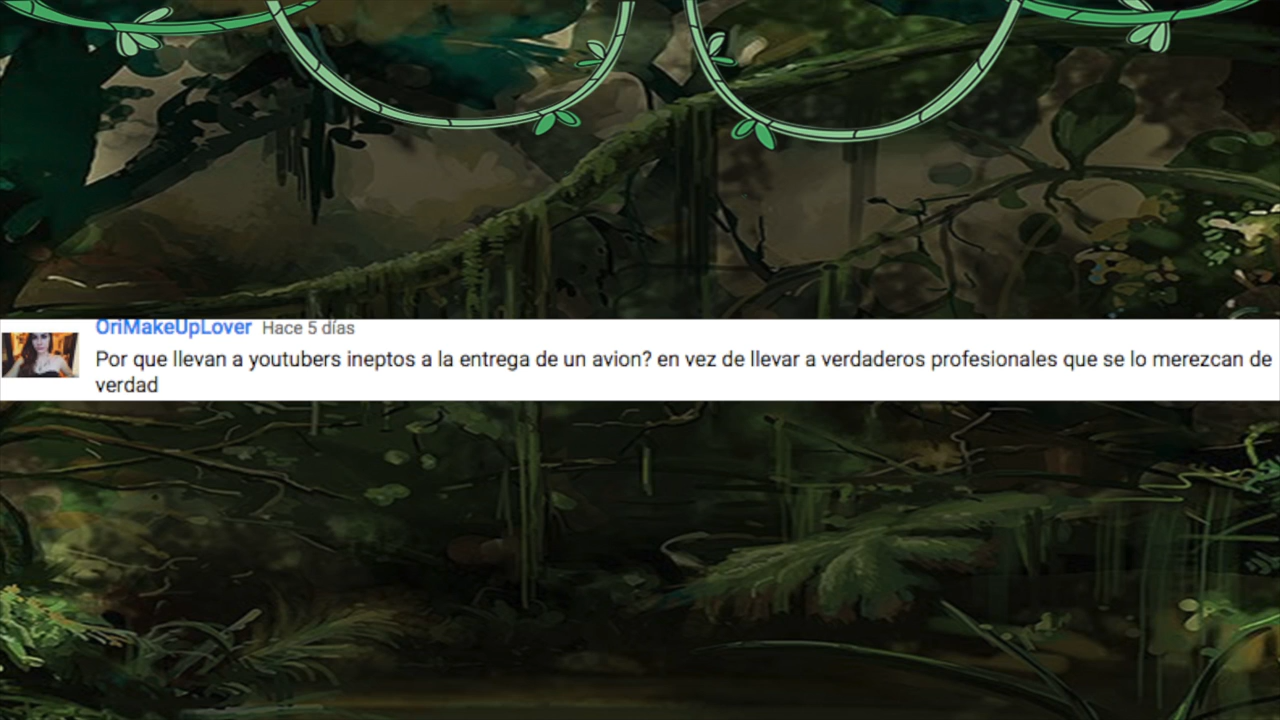 OriMakeUpLover Hace 5 días
Por que llevan a youtubers ineptos a la entrega de un avion? en vez de llevar a verdaderos profesionales que se lo merezcan de
verdad